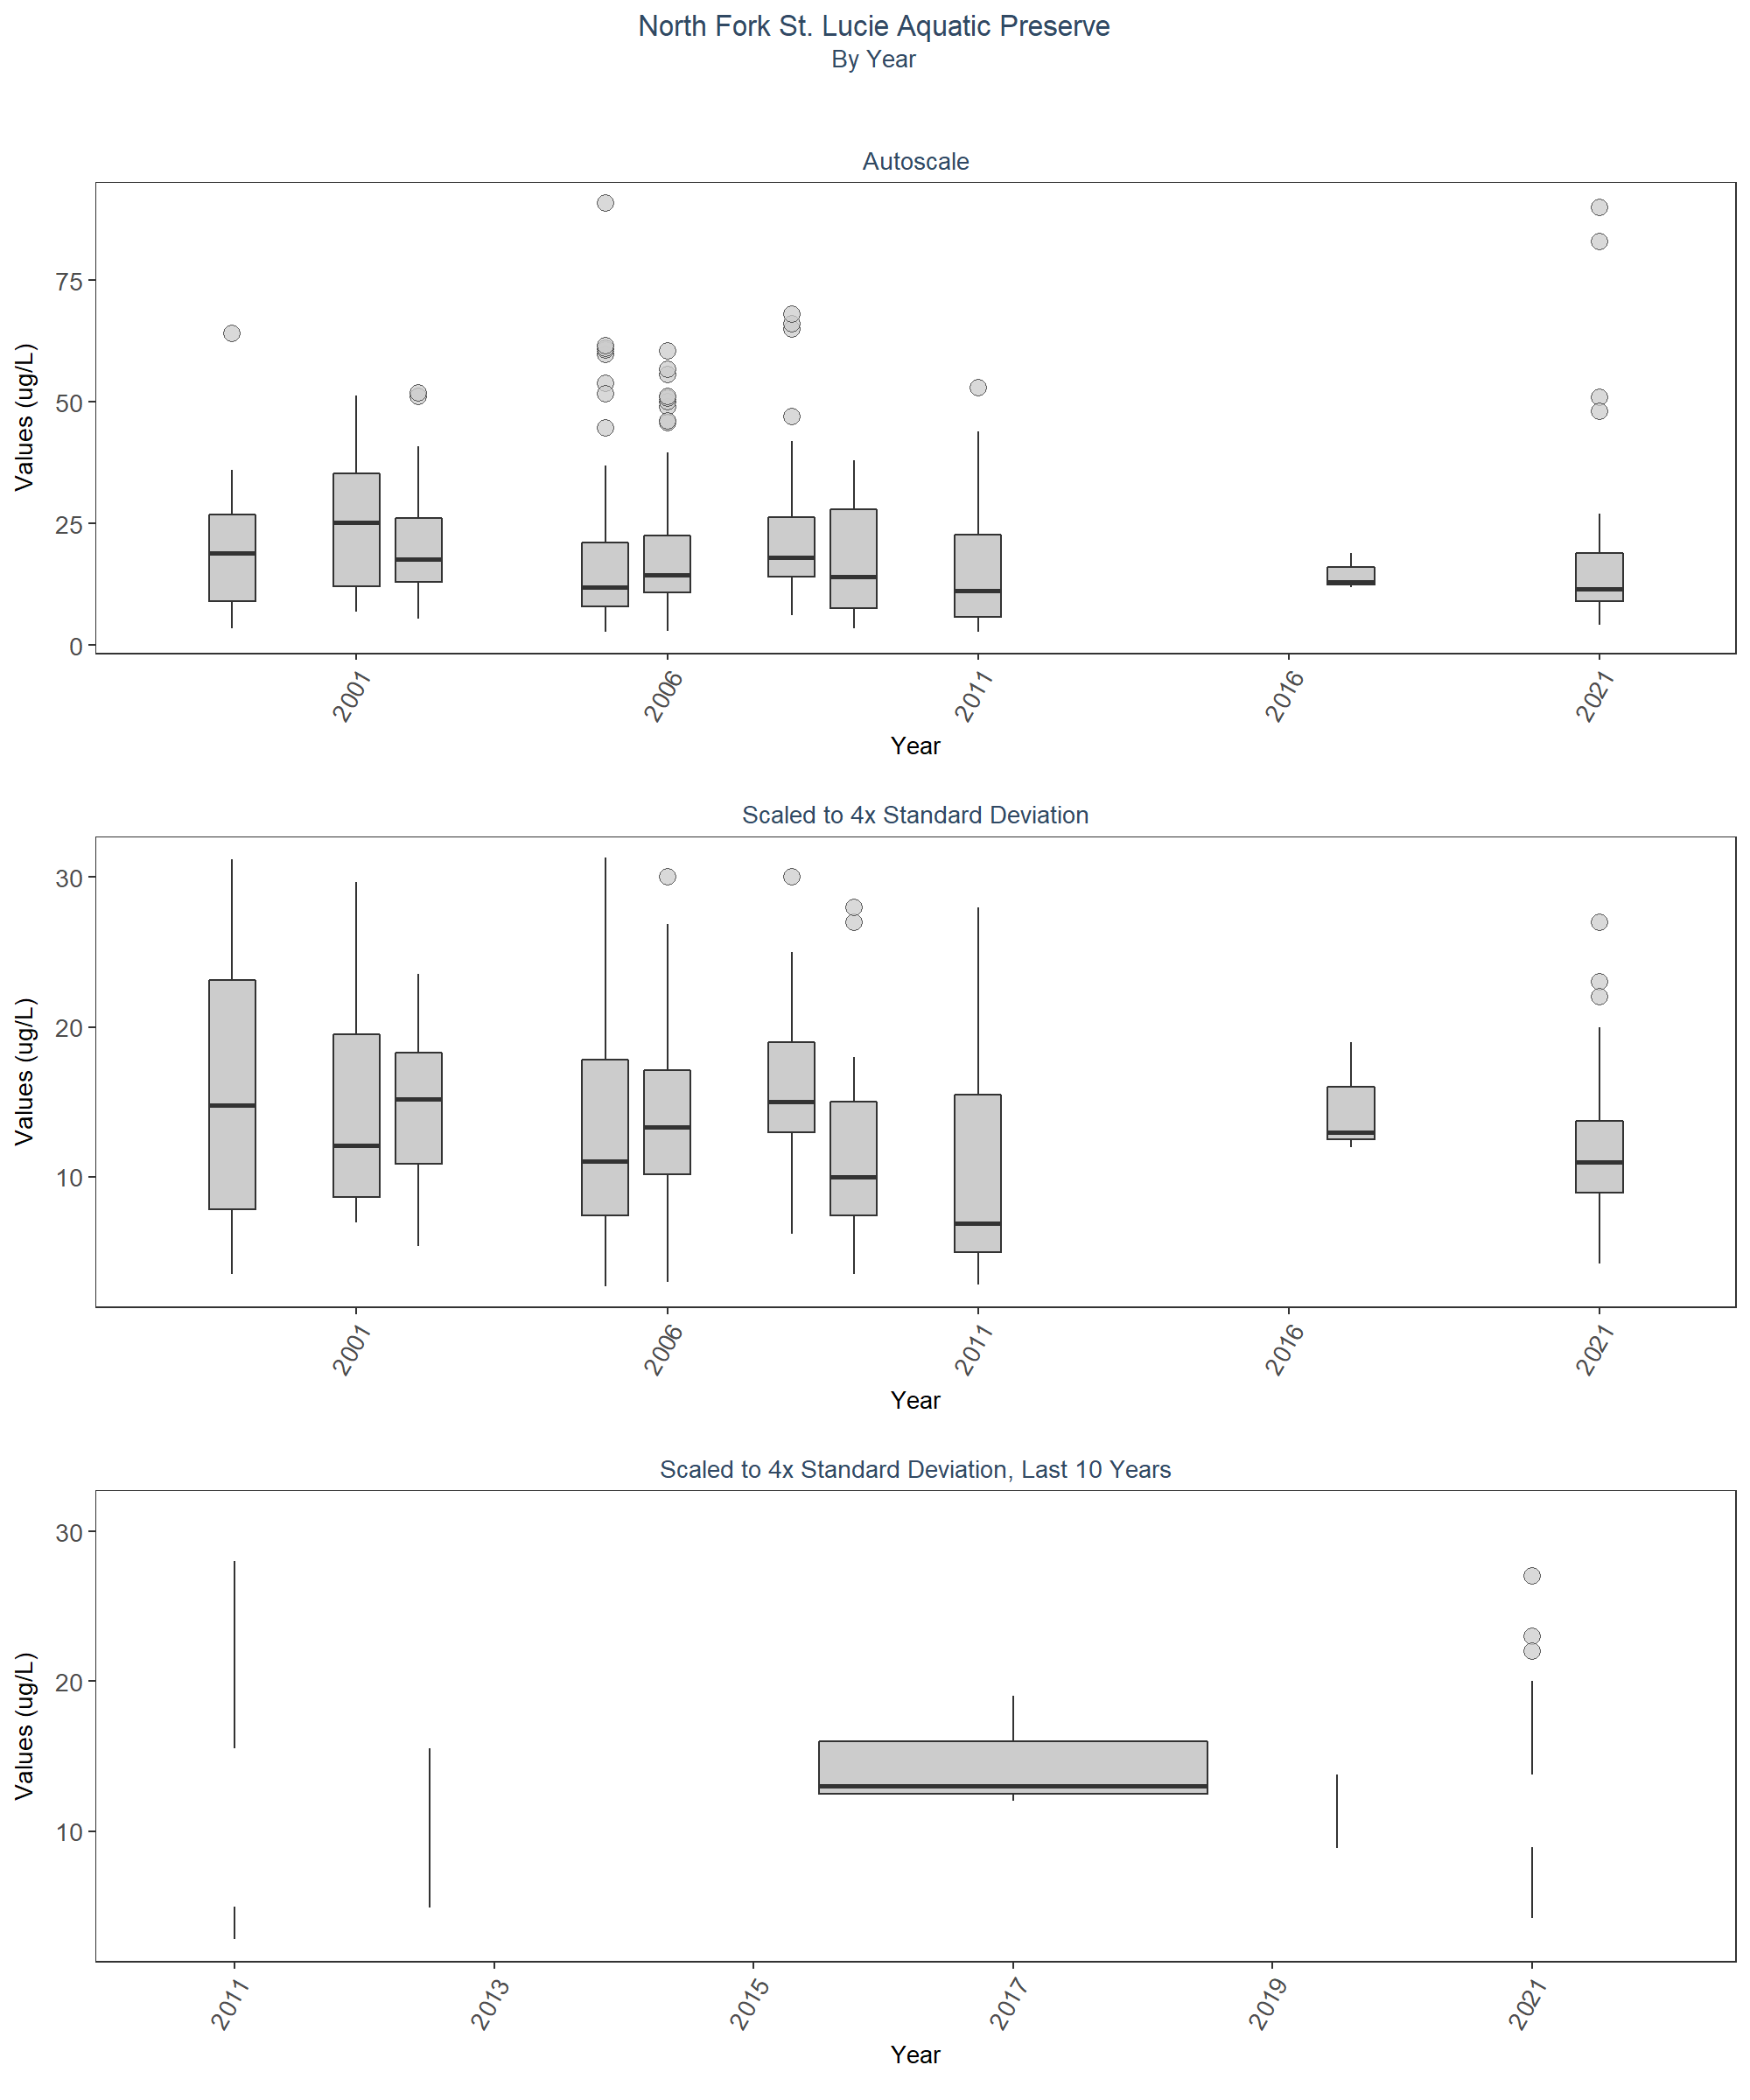 North Fork St. Lucie Aquatic Preserve
By Year
Autoscale
Values (ug/L)
75
50
25
0
2001
2006
2011
2016
2021
Year
Scaled to 4x Standard Deviation
Values (ug/L)
30
20
10
2001
2006
2011
2016
2021
Year
Scaled to 4x Standard Deviation, Last 10 Years
Values (ug/L)
30
20
10
2011
2013
2015
2017
2019
2021
Year